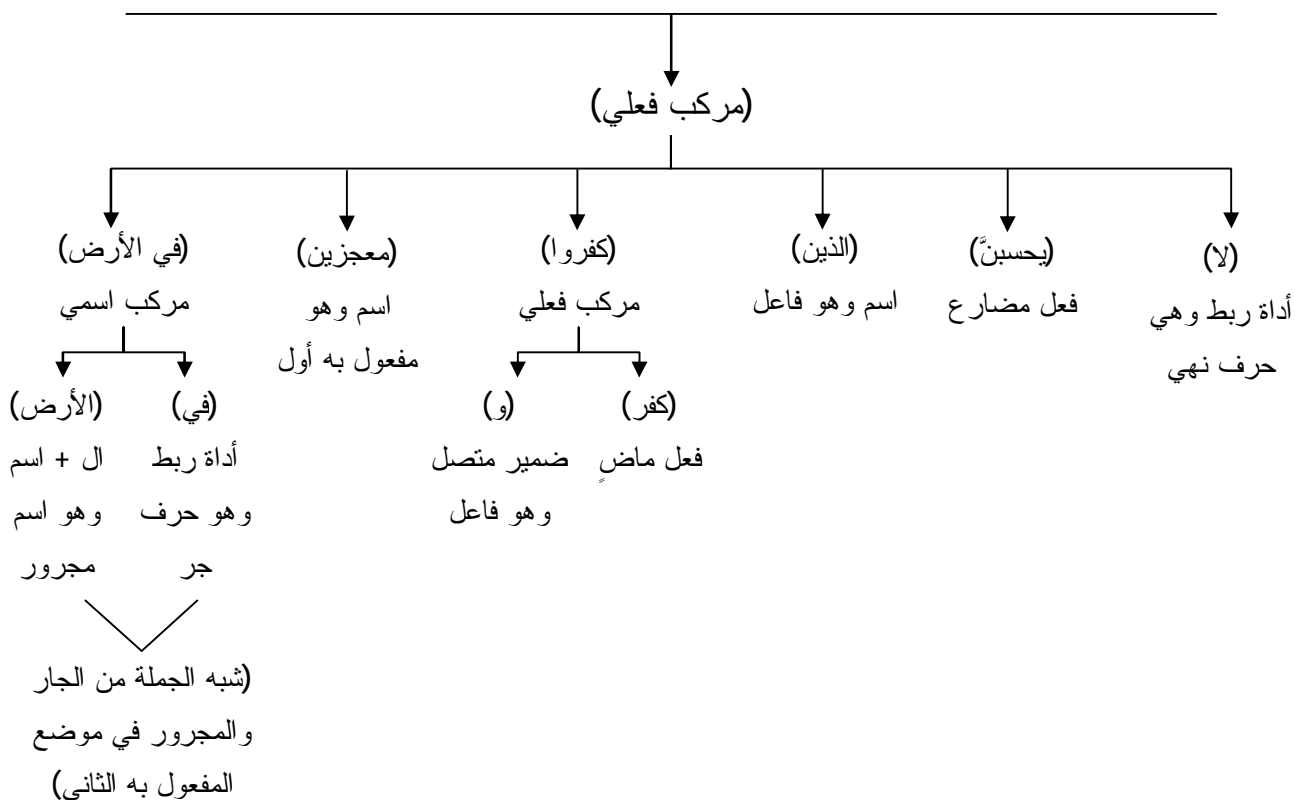 (مركب فعلي)
(لا)
أداة ربط وهي
حرف نهي
(يحسبنَّ)
فعل مضارع
(الذين)
اسم وهو فاعل
(كفروا)
مركب فعلي
(كفر)
فعل ماضٍ
(و)
ضمير متصل
وهو فاعل
(معجزين)
اسم وهو
مفعول به أول
(في الأرض)
مركب اسمي
(في)
أداة ربط
وهو حرف
جر
(الأرض)
ال + اسم
وهو اسم
مجرور
(شبه الجملة من الجار
والمجرور في موضع
المفعول به الثاني)